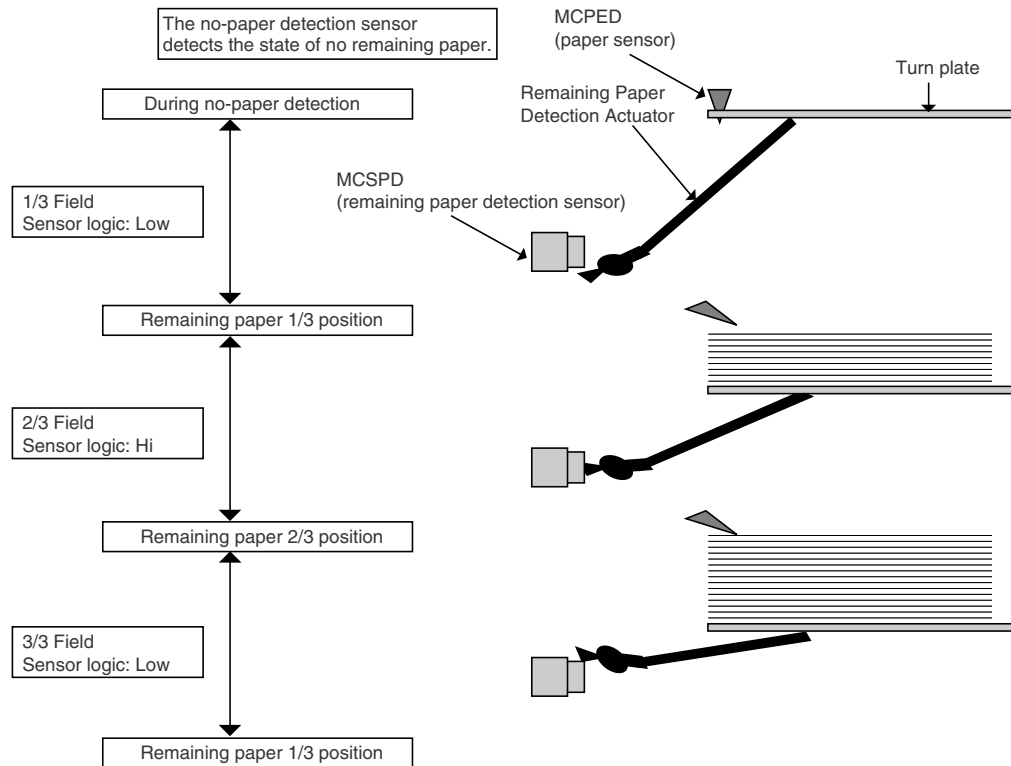 The no-paper detection sensor
detects the state of no remaining paper.
During no-paper detection
1/3 Field
Sensor logic: Low
Remaining paper 1/3 position
2/3 Field
Sensor logic: Hi
Remaining paper 2/3 position
3/3 Field
Sensor logic: Low
Remaining paper 1/3 position
MCPED
(paper sensor)
Turn plate
Remaining Paper
Detection Actuator
MCSPD
(remaining paper detection sensor)